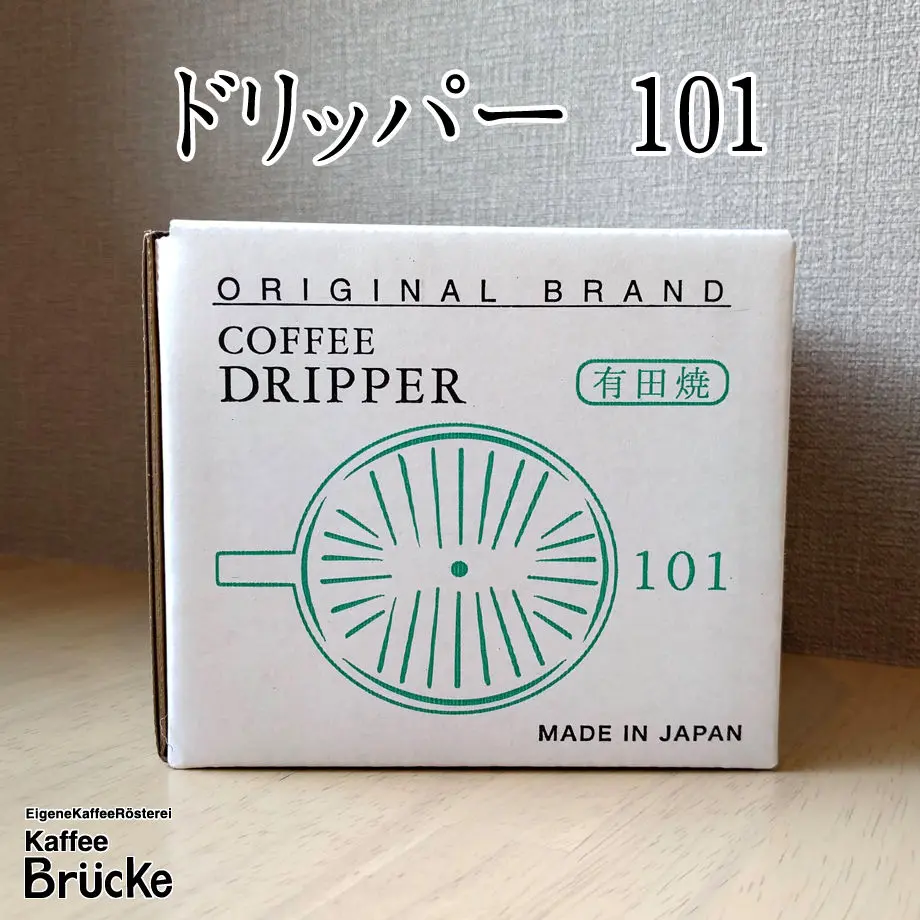 ドリッパー 101
ORIGINAL BRAND
COFFEE
DRIPPER
有田焼
101
MADE IN JAPAN
EigeneKaffeeRösterei
Kaffee
Brücke